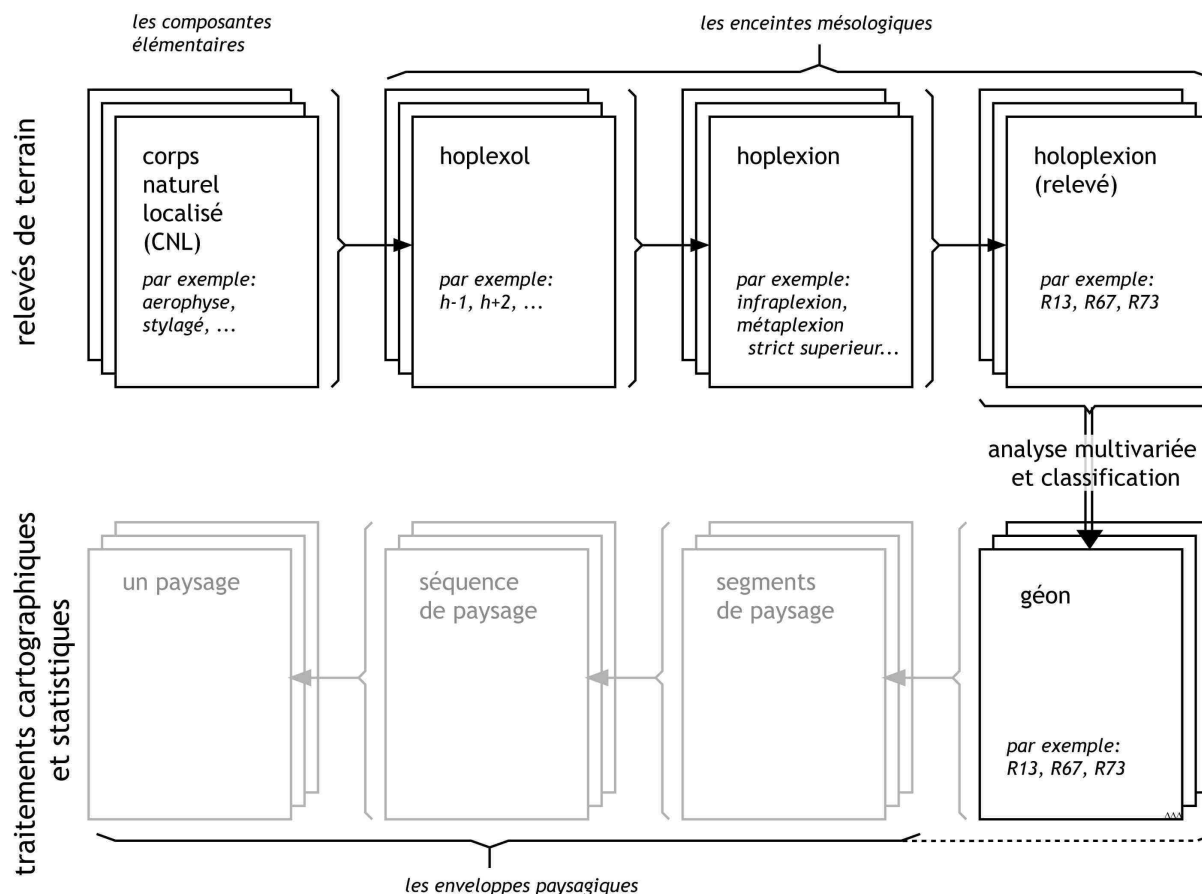 les composantes
élémentaires
les enceintes mésologiques
relevés de terrain
corps
naturel
localisé
(CNL)
par exemple:
aerophyse,
stylagé, ...
hoplexol
par exemple:
h-1, h+2, ...
hoplexion
par exemple:
infraplexion,
métaplexion
strict superieur...
holoplexion
(relevé)
par exemple:
R13, R67, R73
analyse multivariée
et classification
traitements cartographiques
et statistiques
un paysage
séquence
de paysage
segments
de paysage
géon
par exemple:
R13, R67, R73
les enveloppes paysagiques